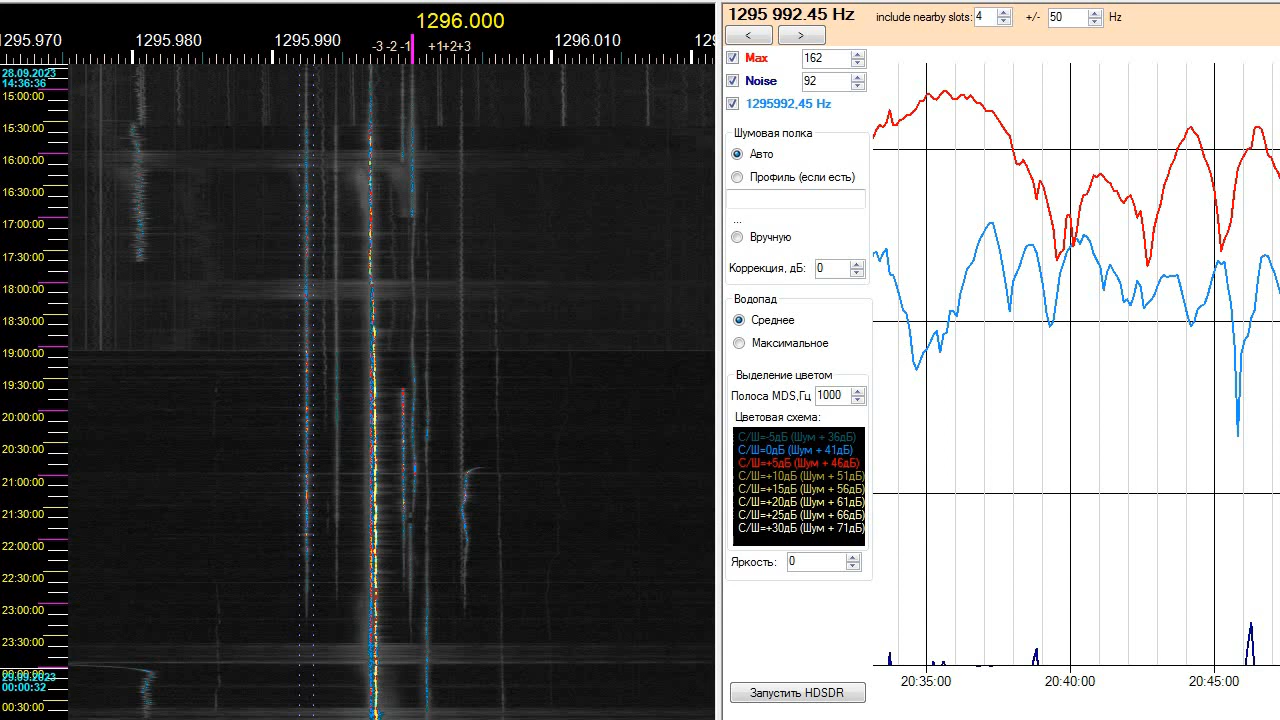 1296.000
1295.970 1295.980 1295.990 1296.010
-3 -2 -1 +1+2+3
28.09.2023
14:36:36
15:00:00
15:30:00
16:00:00
16:30:00
17:00:00
17:30:00
18:00:00
18:30:00
19:00:00
19:30:00
20:00:00
20:30:00
21:00:00
21:30:00
22:00:00
22:30:00
23:00:00
23:30:00
29.09.2023
00:00:32
00:30:00
1295 992.45 Hz include nearby slots: 4 +/- 50 Hz
< >
Max 162
Noise 92
1295992,45 Hz
Шумовая полка
Авто
Профиль (если есть)
...
Вручную
Коррекция, дБ: 0
Водопад
Среднее
Максимальное
Выделение цветом
Полоса MDS,Гц 1000
Цветовая схема:
С/Ш=-5дБ (Шум + 36дБ)
С/Ш=0дБ (Шум + 41дБ)
С/Ш=+5дБ (Шум + 46дБ)
С/Ш=+10дБ (Шум + 51дБ)
С/Ш=+15дБ (Шум + 56дБ)
С/Ш=+20дБ (Шум + 61дБ)
С/Ш=+25дБ (Шум + 66дБ)
С/Ш=+30дБ (Шум + 71дБ)
Яркость: 0
Запустить HDSDR
20:35:00 20:40:00 20:45:00